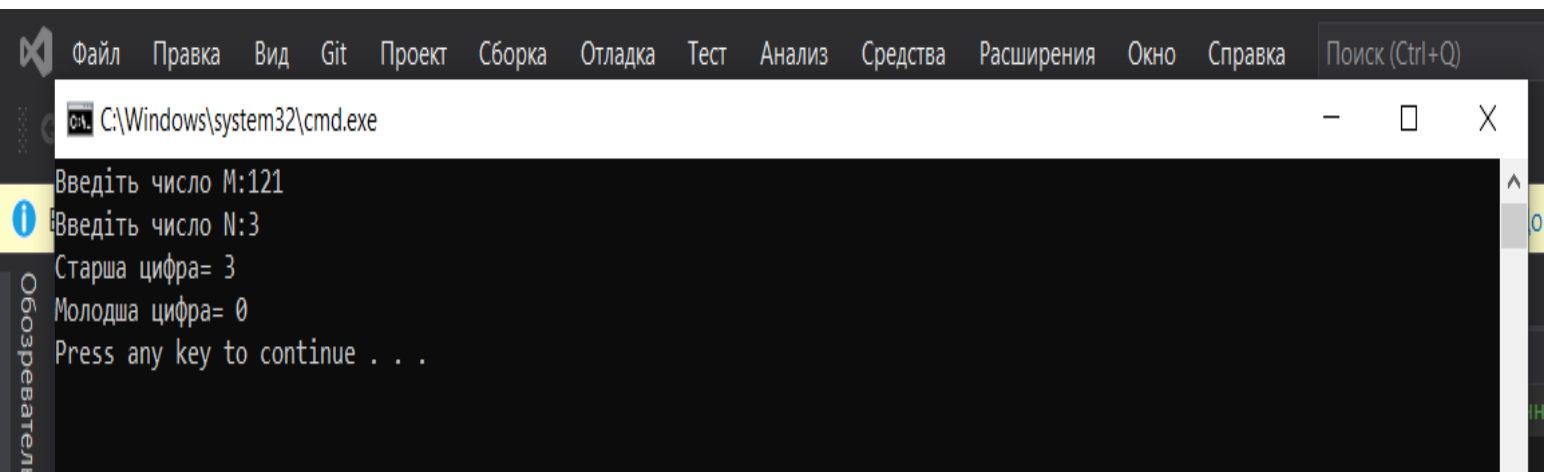 Файл Правка Вид Git Проект Сборка Отладка Тест Анализ Средства Расширения Окно Справка Поиск (Ctrl+Q)
C:\Windows\system32\cmd.exe
Введіть число M:121
Введіть число N:3
Старша цифра= 3
Молодша цифра= 0
Press any key to continue . . .